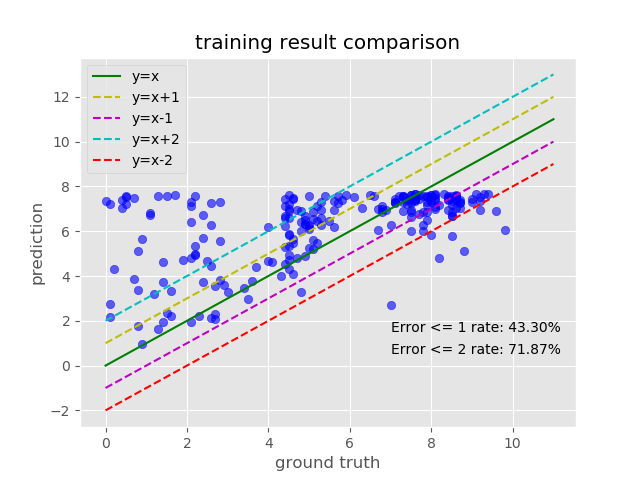 training result comparison
y=x
y=x+1
y=x-1
y=x+2
y=x-2
12
10
8
6
4
2
0
−2
prediction
Error <= 1 rate: 43.30%
Error <= 2 rate: 71.87%
0 2 4 6 8 10
ground truth